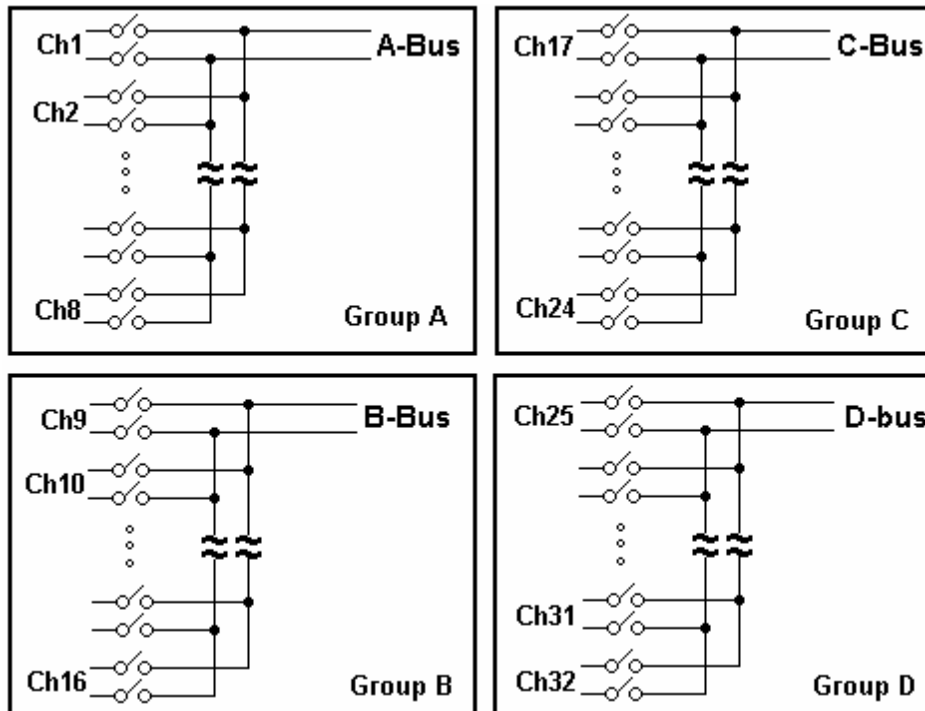 Ch1
A-Bus
Ch2
Ch8
Group A
Ch17
C-Bus
Ch24
Group C
Ch9
B-Bus
Ch10
Ch16
Group B
Ch25
D-bus
Ch31
Ch32
Group D